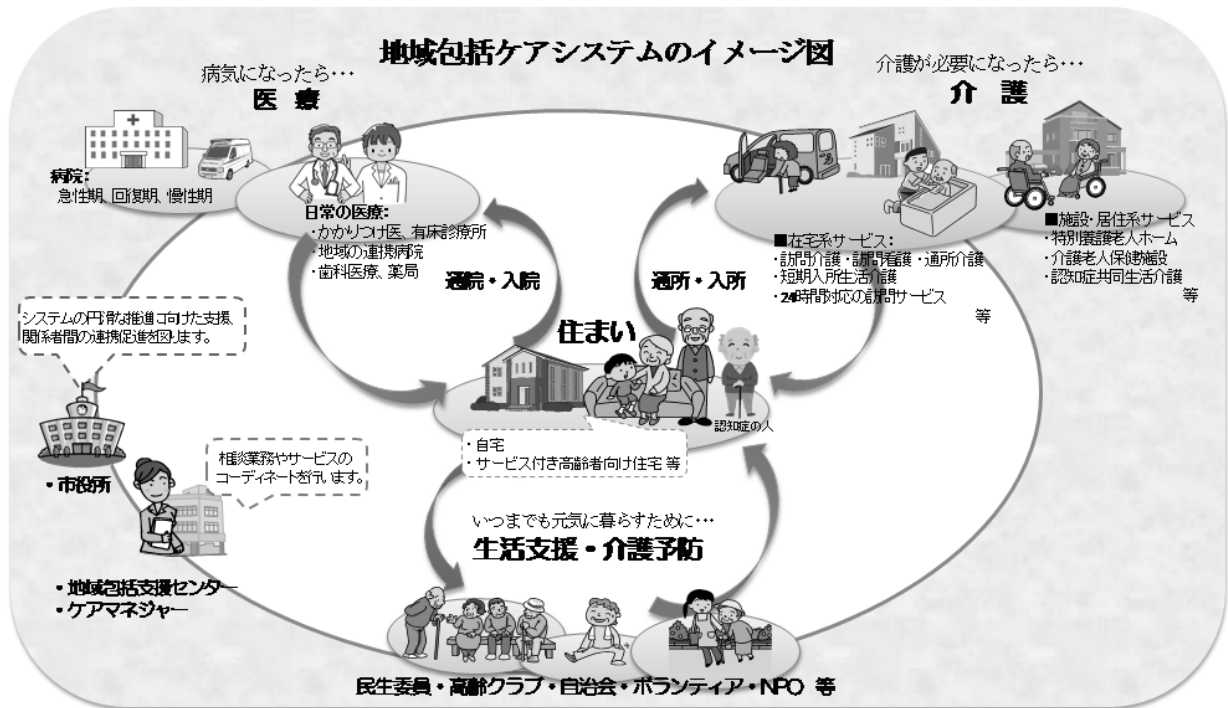 地域包括ケアシステムのイメージ図
病気になったら…
医 療
介護が必要になったら…
介 護
病院:
急性期、回復期、慢性期
日常の医療:
・かかりつけ医、有床診療所
・地域の連携病院
・歯科医療、薬局
■在宅系サービス:
・訪問介護・訪問看護・通所介護
・短期入所生活介護
・24時間対応の訪問サービス
等
■施設・居住系サービス
・特別養護老人ホーム
・介護老人保健施設
・認知症共同生活介護
等
通院・入院
通所・入所
住まい
認知症の人
・自宅
・サービス付き高齢者向け住宅 等
システムの円滑な推進に向けた支援、
関係者間の連携促進を図ります。
・市役所
相談業務やサービスの
コーディネートを行います。
・地域包括支援センター
・ケアマネジャー
いつまでも元気に暮らすために…
生活支援・介護予防
民生委員・高齢クラブ・自治会・ボランティア・NPO 等